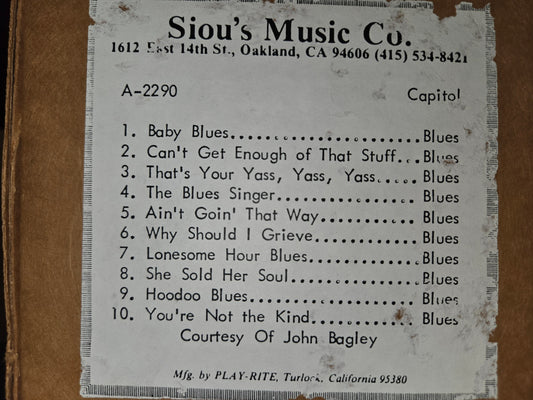 Siou's Music Co.
1612 East 14th St., Oakland, CA 94606 (415) 534-8421
A-2290 Capitol
1. Baby Blues.......................Blues
2. Can't Get Enough of That Stuff...Blues
3. That's Your Yass, Yass, Yass.....Blues
4. The Blues Singer.................Blues
5. Ain't Goin' That Way.............Blues
6. Why Should I Grieve..............Blues
7. Lonesome Hour Blues..............Blues
8. She Sold Her Soul................Blues
9. Hoodoo Blues.....................Blues
10. You're Not the Kind.............Blues
Courtesy Of John Bagley
Mfg. by PLAY-RITE, Turlock, California 95380